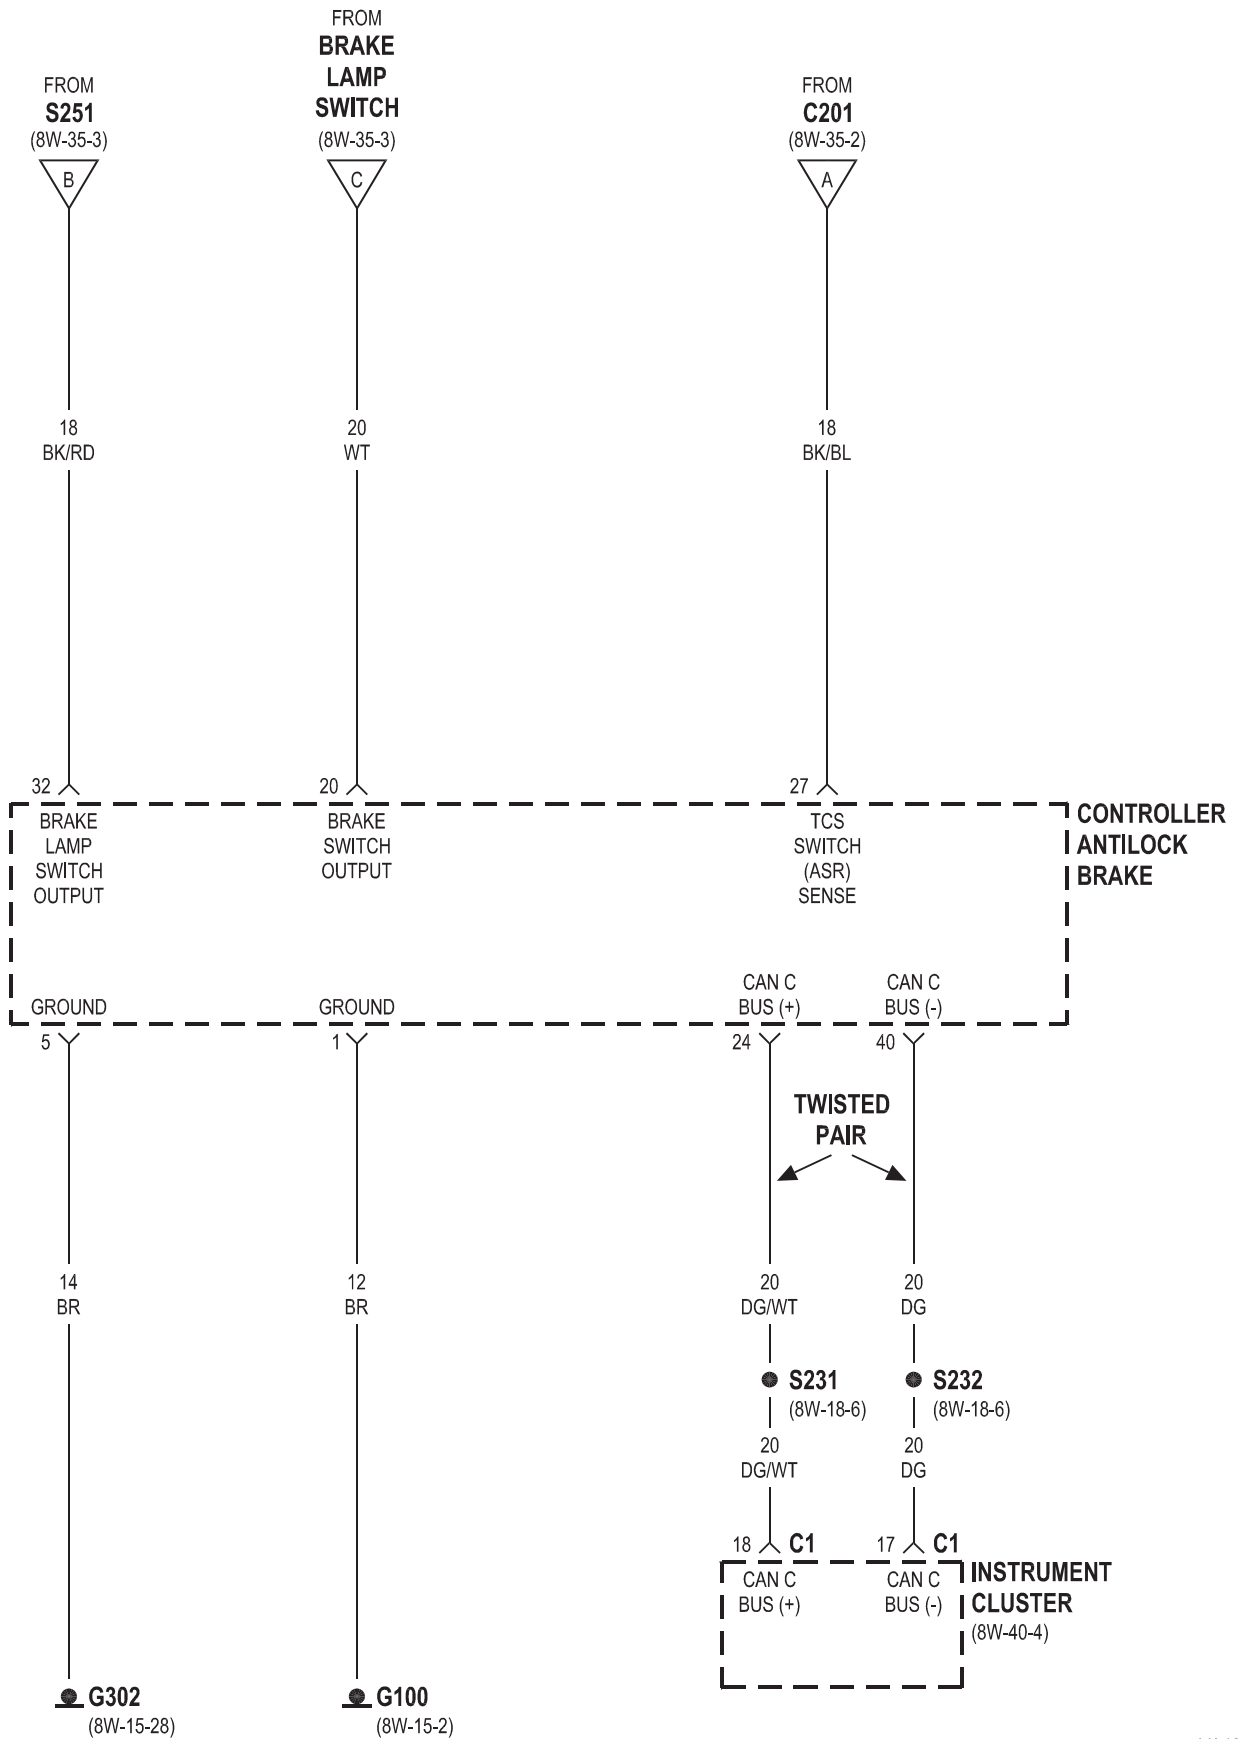 FROM
BRAKE
LAMP
SWITCH
(8W-35-3)
C
FROM
S251
(8W-35-3)
B
FROM
C201
(8W-35-2)
A
18
BK/RD
20
WT
18
BK/BL
32
20
27
BRAKE
LAMP
SWITCH
OUTPUT
BRAKE
SWITCH
OUTPUT
TCS
SWITCH
(ASR)
SENSE
CONTROLLER
ANTILOCK
BRAKE
GROUND
GROUND
CAN C
BUS (+)
CAN C
BUS (-)
5
1
24
40
TWISTED
PAIR
14
BR
12
BR
20
DG/WT
20
DG
S231
(8W-18-6)
S232
(8W-18-6)
20
DG/WT
20
DG
18
C1
17
C1
CAN C
BUS (+)
CAN C
BUS (-)
INSTRUMENT
CLUSTER
(8W-40-4)
G302
(8W-15-28)
G100
(8W-15-2)